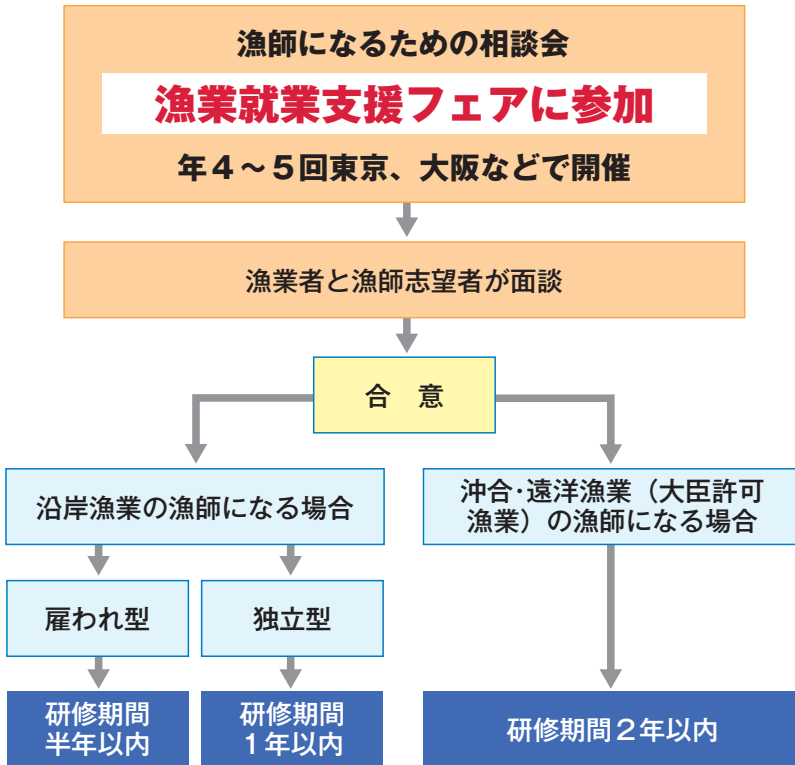 漁師になるための相談会
漁業就業支援フェアに参加
年４～５回東京、大阪などで開催
漁業者と漁師志望者が面談
合　意
沿岸漁業の漁師になる場合
沖合・遠洋漁業（大臣許可
漁業）の漁師になる場合
雇われ型
独立型
研修期間
半年以内
研修期間
１年以内
研修期間２年以内